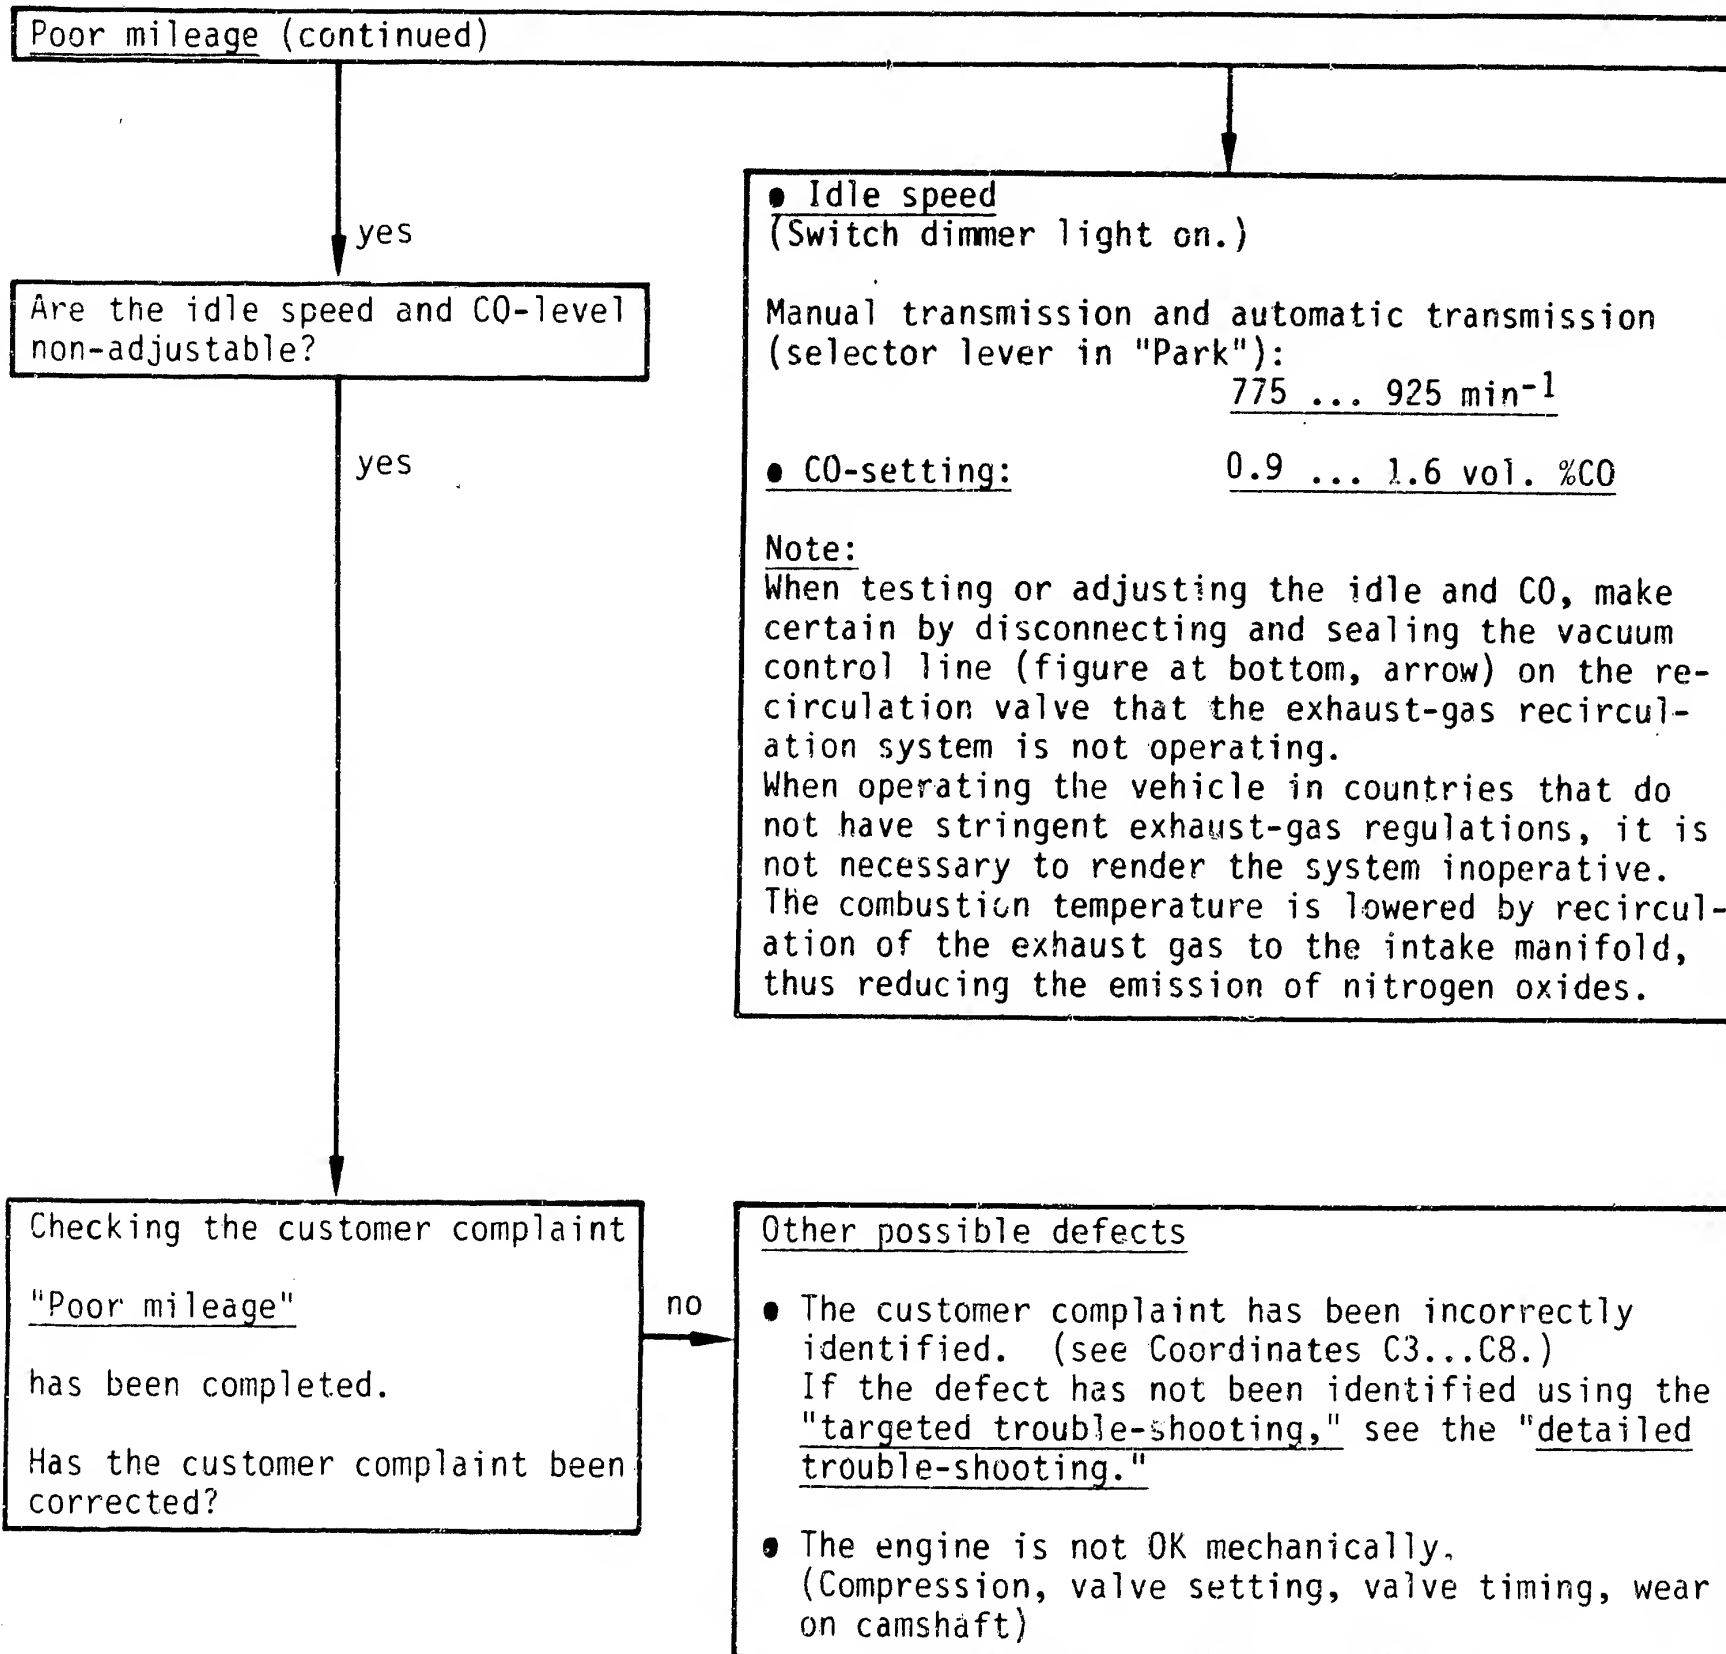 Poor mileage (continued)
yes
Are the idle speed and CO-level
non-adjustable?
yes
● Idle speed
(Switch dimmer light on.)
Manual transmission and automatic transmission
(selector lever in "Park"):
775 ... 925 min⁻¹
● CO-setting: 0.9 ... 1.6 vol. %CO
Note:
When testing or adjusting the idle and CO, make
certain by disconnecting and sealing the vacuum
control line (figure at bottom, arrow) on the re-
circulation valve that the exhaust-gas recircul-
ation system is not operating.
When operating the vehicle in countries that do
not have stringent exhaust-gas regulations, it is
not necessary to render the system inoperative.
The combustion temperature is lowered by recircul-
ation of the exhaust gas to the intake manifold,
thus reducing the emission of nitrogen oxides.
Checking the customer complaint
"Poor mileage"
has been completed.
Has the customer complaint been
corrected?
no
Other possible defects
● The customer complaint has been incorrectly
identified. (see Coordinates C3...C8.)
If the defect has not been identified using the
"targeted trouble-shooting," see the "detailed
trouble-shooting."
● The engine is not OK mechanically.
(Compression, valve setting, valve timing, wear
on camshaft)